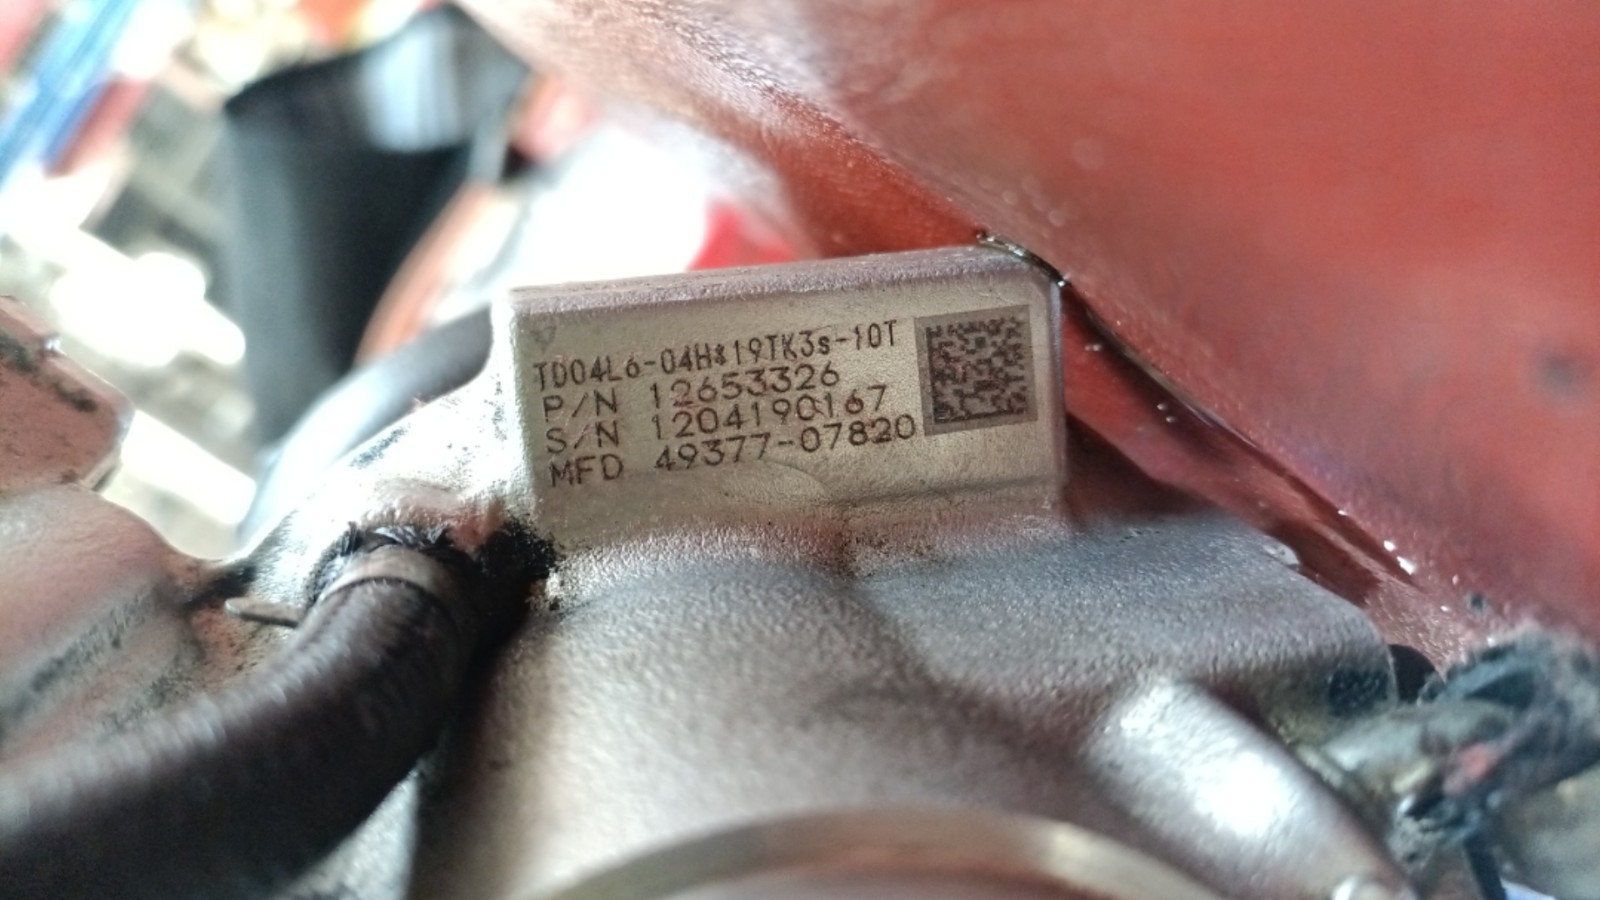 TD04L6-04H*19TK3s-10T
P/N 12653326
S/N 1204190167
MFD 49377-07820